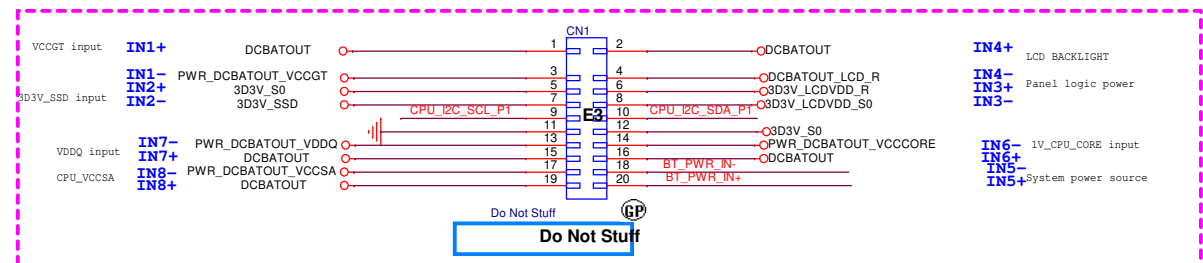 CN1
VCCGT input IN1+ DCBATOUT 1 2 DCBATOUT IN4+
LCD BACKLIGHT
IN1- PWR_DCBATOUT_VCCGT 3 4 DCBATOUT_LCD_R IN4-
IN2+ 3D3V_S0 5 6 3D3V_LCDVDD_R IN3+ Panel logic power
3D3V_SSD input IN2- 3D3V_SSD 7 8 3D3V_LCDVDD_S0 IN3-
CPU_I2C_SCL_P1 9 E3 10 CPU_I2C_SDA_P1
11 12 3D3V_S0
IN7- PWR_DCBATOUT_VDDQ 13 14 PWR_DCBATOUT_VCCCORE IN6- 1V_CPU_CORE input
VDDQ input IN7+ DCBATOUT 15 16 DCBATOUT IN6+
CPU_VCCSA IN8- PWR_DCBATOUT_VCCSA 17 18 BT_PWR_IN- IN5-
IN8+ DCBATOUT 19 20 BT_PWR_IN+ IN5+ System power source
Do Not Stuff GP
Do Not Stuff